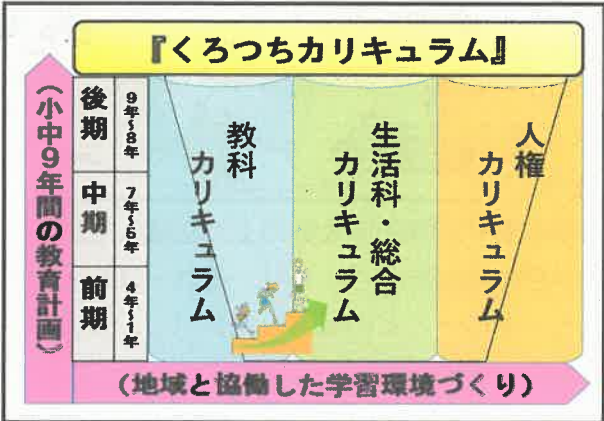 『くろつちカリキュラム』
(小中9年間の教育計画)
後期
9年~8年
中期
7年~5年
前期
4年~1年
教科
カリキュラム
生活科・総合
カリキュラム
人権
カリキュラム
(地域と協働した学習環境づくり)